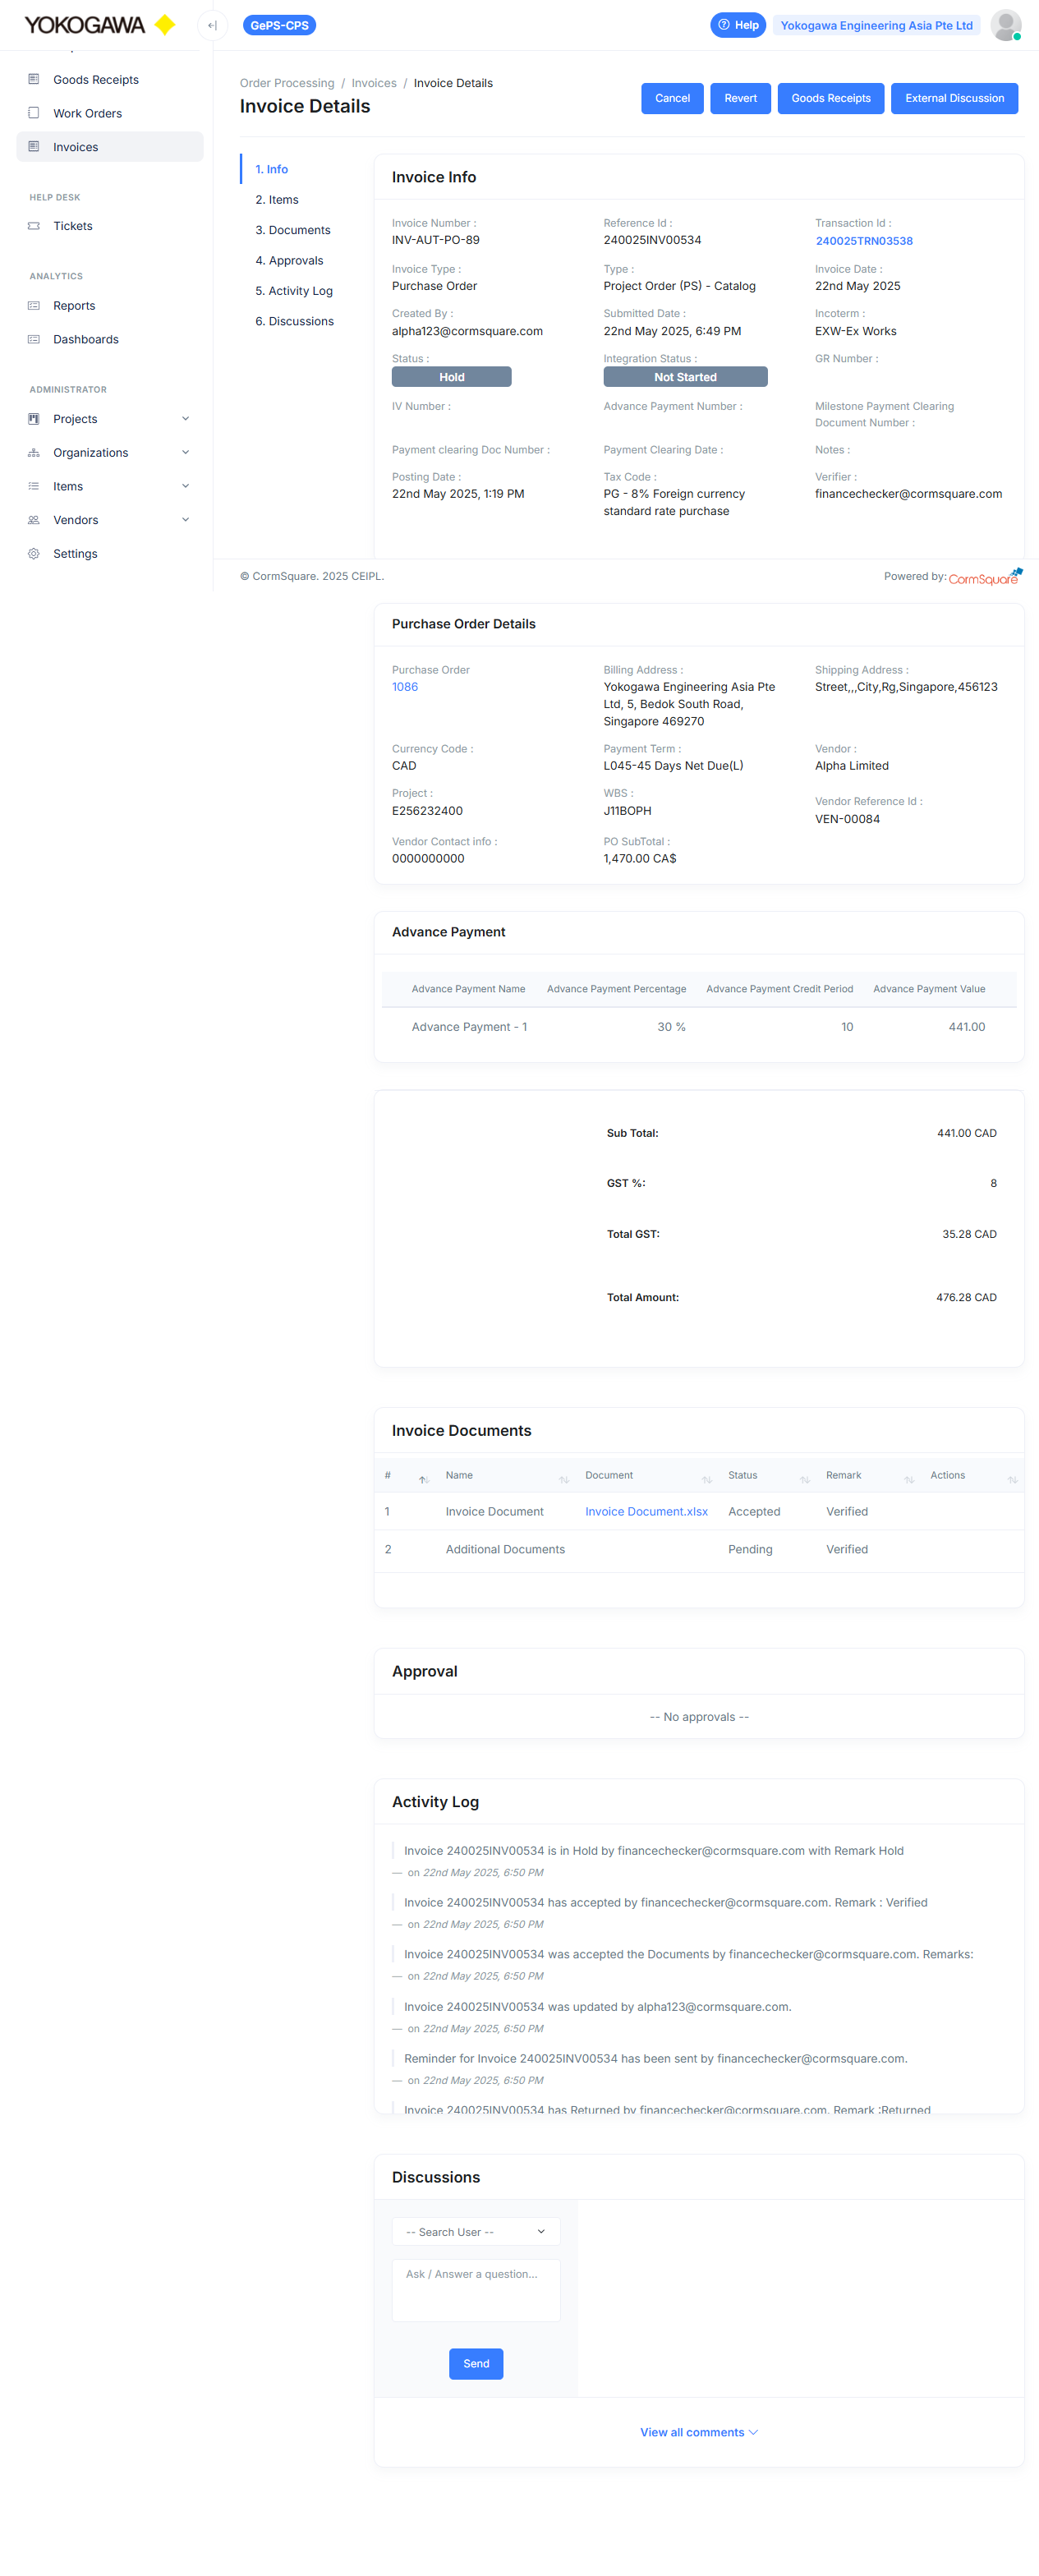 YOKOGAWA
GePS-CPS
Help
Yokogawa Engineering Asia Pte Ltd
Goods Receipts
Work Orders
Invoices
HELP DESK
Tickets
ANALYTICS
Reports
Dashboards
ADMINISTRATOR
Projects
Organizations
Items
Vendors
Settings
Order Processing / Invoices / Invoice Details
Invoice Details
Cancel
Revert
Goods Receipts
External Discussion
1. Info
2. Items
3. Documents
4. Approvals
5. Activity Log
6. Discussions
Invoice Info
Invoice Number :
INV-AUT-PO-89
Reference Id :
240025INV00534
Transaction Id :
240025TRN03538
Invoice Type :
Purchase Order
Type :
Project Order (PS) - Catalog
Invoice Date :
22nd May 2025
Created By :
alpha123@cormsquare.com
Submitted Date :
22nd May 2025, 6:49 PM
Incoterm :
EXW-Ex Works
Status :
Hold
Integration Status :
Not Started
GR Number :
IV Number :
Advance Payment Number :
Milestone Payment Clearing
Document Number :
Payment clearing Doc Number :
Payment Clearing Date :
Notes :
Posting Date :
22nd May 2025, 1:19 PM
Tax Code :
PG - 8% Foreign currency
standard rate purchase
Verifier :
financechecker@cormsquare.com
© CormSquare. 2025 CEIPL.
Powered by: CormSquare
Purchase Order Details
Purchase Order
1086
Billing Address :
Yokogawa Engineering Asia Pte
Ltd, 5, Bedok South Road,
Singapore 469270
Shipping Address :
Street,,,City,Rg,Singapore,456123
Currency Code :
CAD
Payment Term :
L045-45 Days Net Due(L)
Vendor :
Alpha Limited
Project :
E256232400
WBS :
J11BOPH
Vendor Reference Id :
VEN-00084
Vendor Contact info :
0000000000
PO SubTotal :
1,470.00 CA$
Advance Payment
Advance Payment Name Advance Payment Percentage Advance Payment Credit Period Advance Payment Value
Advance Payment - 1 30 % 10 441.00
Sub Total: 441.00 CAD
GST %: 8
Total GST: 35.28 CAD
Total Amount: 476.28 CAD
Invoice Documents
# Name Document Status Remark Actions
1 Invoice Document Invoice Document.xlsx Accepted Verified
2 Additional Documents Pending Verified
Approval
-- No approvals --
Activity Log
Invoice 240025INV00534 is in Hold by financechecker@cormsquare.com with Remark Hold
— on 22nd May 2025, 6:50 PM
Invoice 240025INV00534 has accepted by financechecker@cormsquare.com. Remark : Verified
— on 22nd May 2025, 6:50 PM
Invoice 240025INV00534 was accepted the Documents by financechecker@cormsquare.com. Remarks:
— on 22nd May 2025, 6:50 PM
Invoice 240025INV00534 was updated by alpha123@cormsquare.com.
— on 22nd May 2025, 6:50 PM
Reminder for Invoice 240025INV00534 has been sent by financechecker@cormsquare.com.
— on 22nd May 2025, 6:50 PM
Invoice 240025INV00534 has Returned by financechecker@cormsquare.com. Remark :Returned
Discussions
-- Search User --
Ask / Answer a question...
Send
View all comments